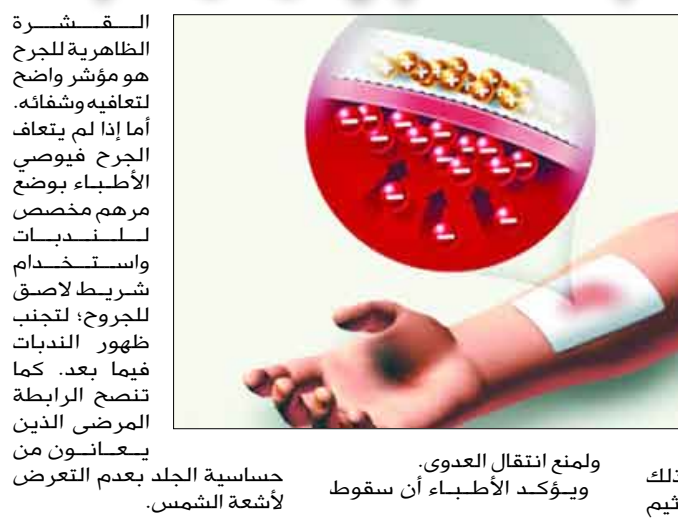 ذلك
ثيم
ولمنع انتقال العدوى.
ويؤكد الأطباء أن سقوط
القشرة
الظاهرية للجرح
هو مؤشر واضح
لتعافيه وشفائه.
أما إذا لم يتعاف
الجرح فيوصي
الأطباء بوضع
مرهم مخصص
للندبات
واستخدام
شريط لاصق
للجروح؛ لتجنب
ظهور الندبات
فيما بعد. كما
تنصح الرابطة
المرضى الذين
يعانون من
حساسية الجلد بعدم التعرض
لأشعة الشمس.